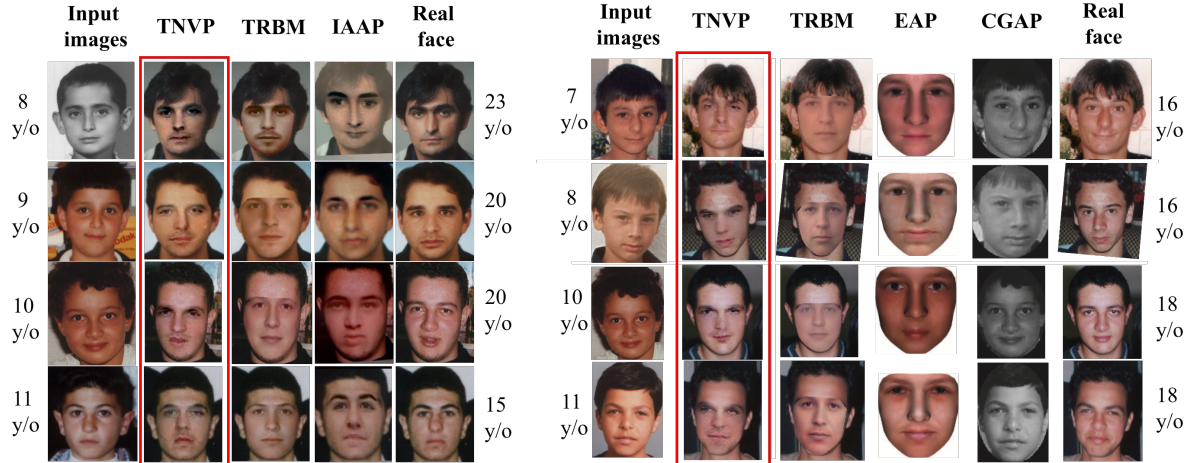 Input images TNVP TRBM IAAP Real face
8 y/o 23 y/o
9 y/o 20 y/o
10 y/o 20 y/o
11 y/o 15 y/o
Input images TNVP TRBM EAP CGAP Real face
7 y/o 16 y/o
8 y/o 16 y/o
10 y/o 18 y/o
11 y/o 18 y/o
Kodak